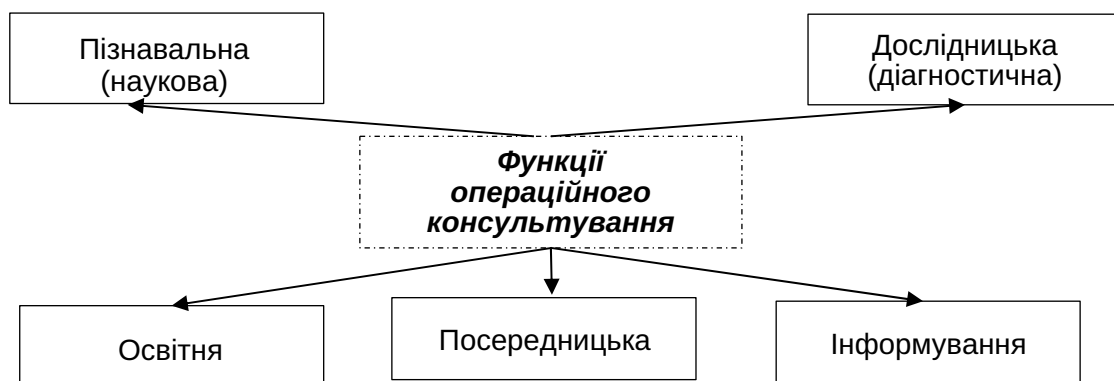 Пізнавальна
(наукова)
Дослідницька
(діагностична)
Функції
операційного
консультування
Освітня
Посередницька
Інформування